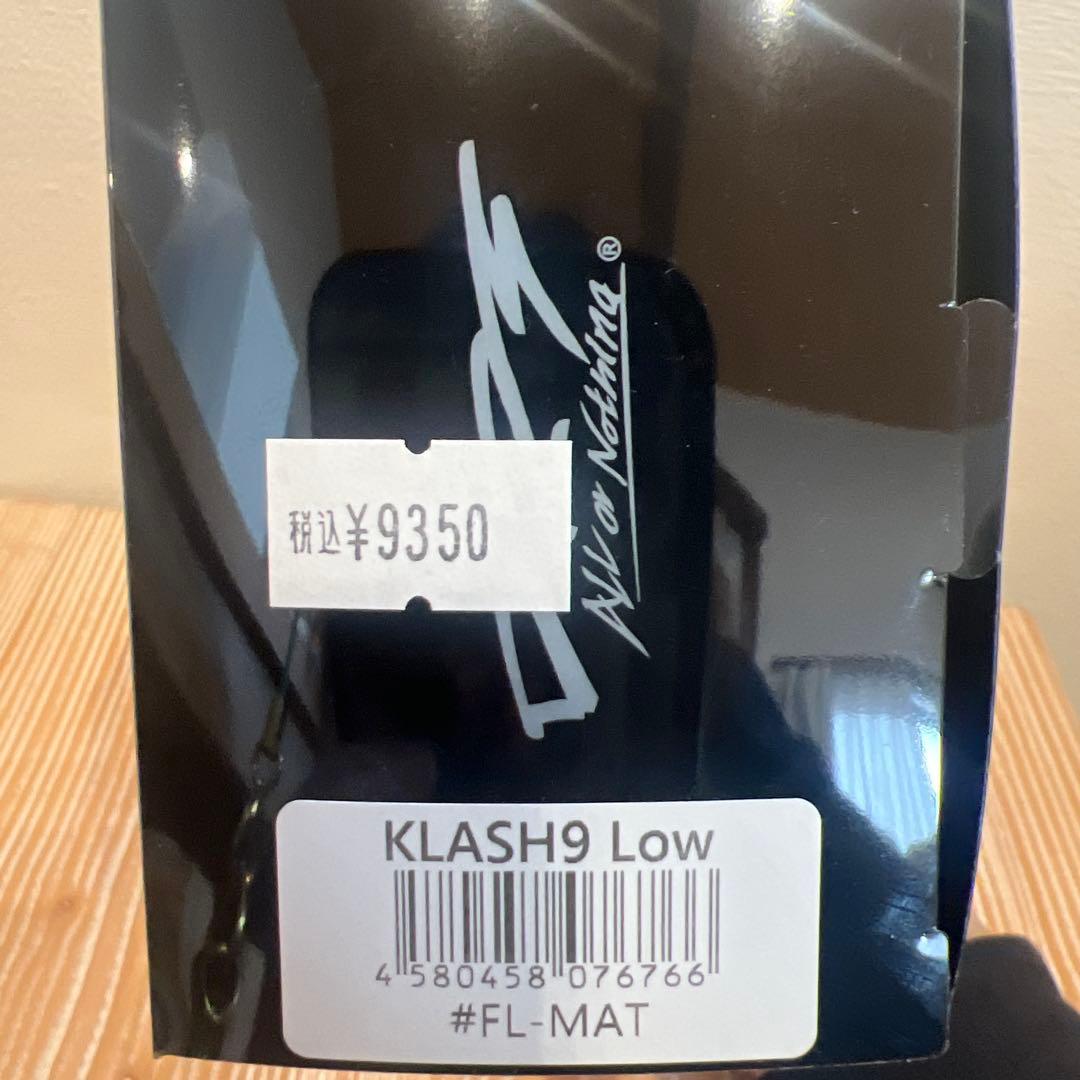 All or Nothing®
税込¥9350
KLASH9 Low
4 580458 076766
#FL-MAT